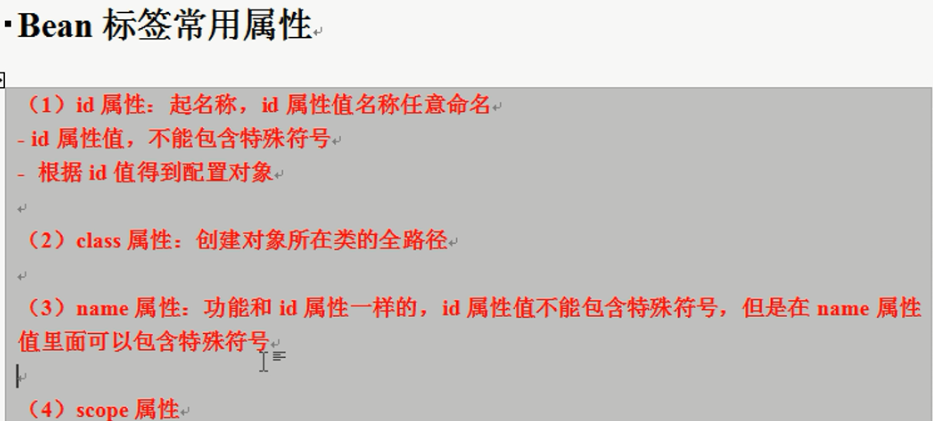 Bean 标签常用属性
（1）id 属性：起名称，id 属性值名称任意命名
- id 属性值，不能包含特殊符号
- 根据 id 值得到配置对象
（2）class 属性：创建对象所在类的全路径
（3）name 属性：功能和 id 属性一样的，id 属性值不能包含特殊符号，但是在 name 属性
值里面可以包含特殊符号
（4）scope 属性